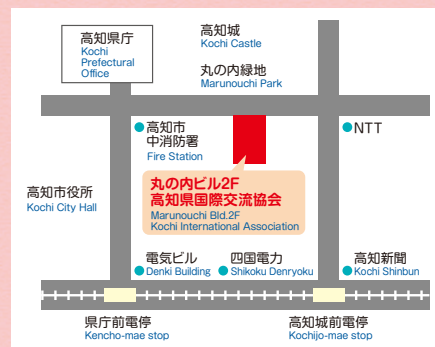 高知県庁
Kochi
Prefectural
Office
高知城
Kochi Castle
丸の内緑地
Marunouchi Park
高知市
中消防署
Fire Station
NTT
丸の内ビル2F
高知県国際交流協会
Marunouchi Bld.2F
Kochi International Association
高知市役所
Kochi City Hall
電気ビル
Denki Building
四国電力
Shikoku Denryoku
高知新聞
Kochi Shinbun
県庁前電停
Kencho-mae stop
高知城前電停
Kochijo-mae stop